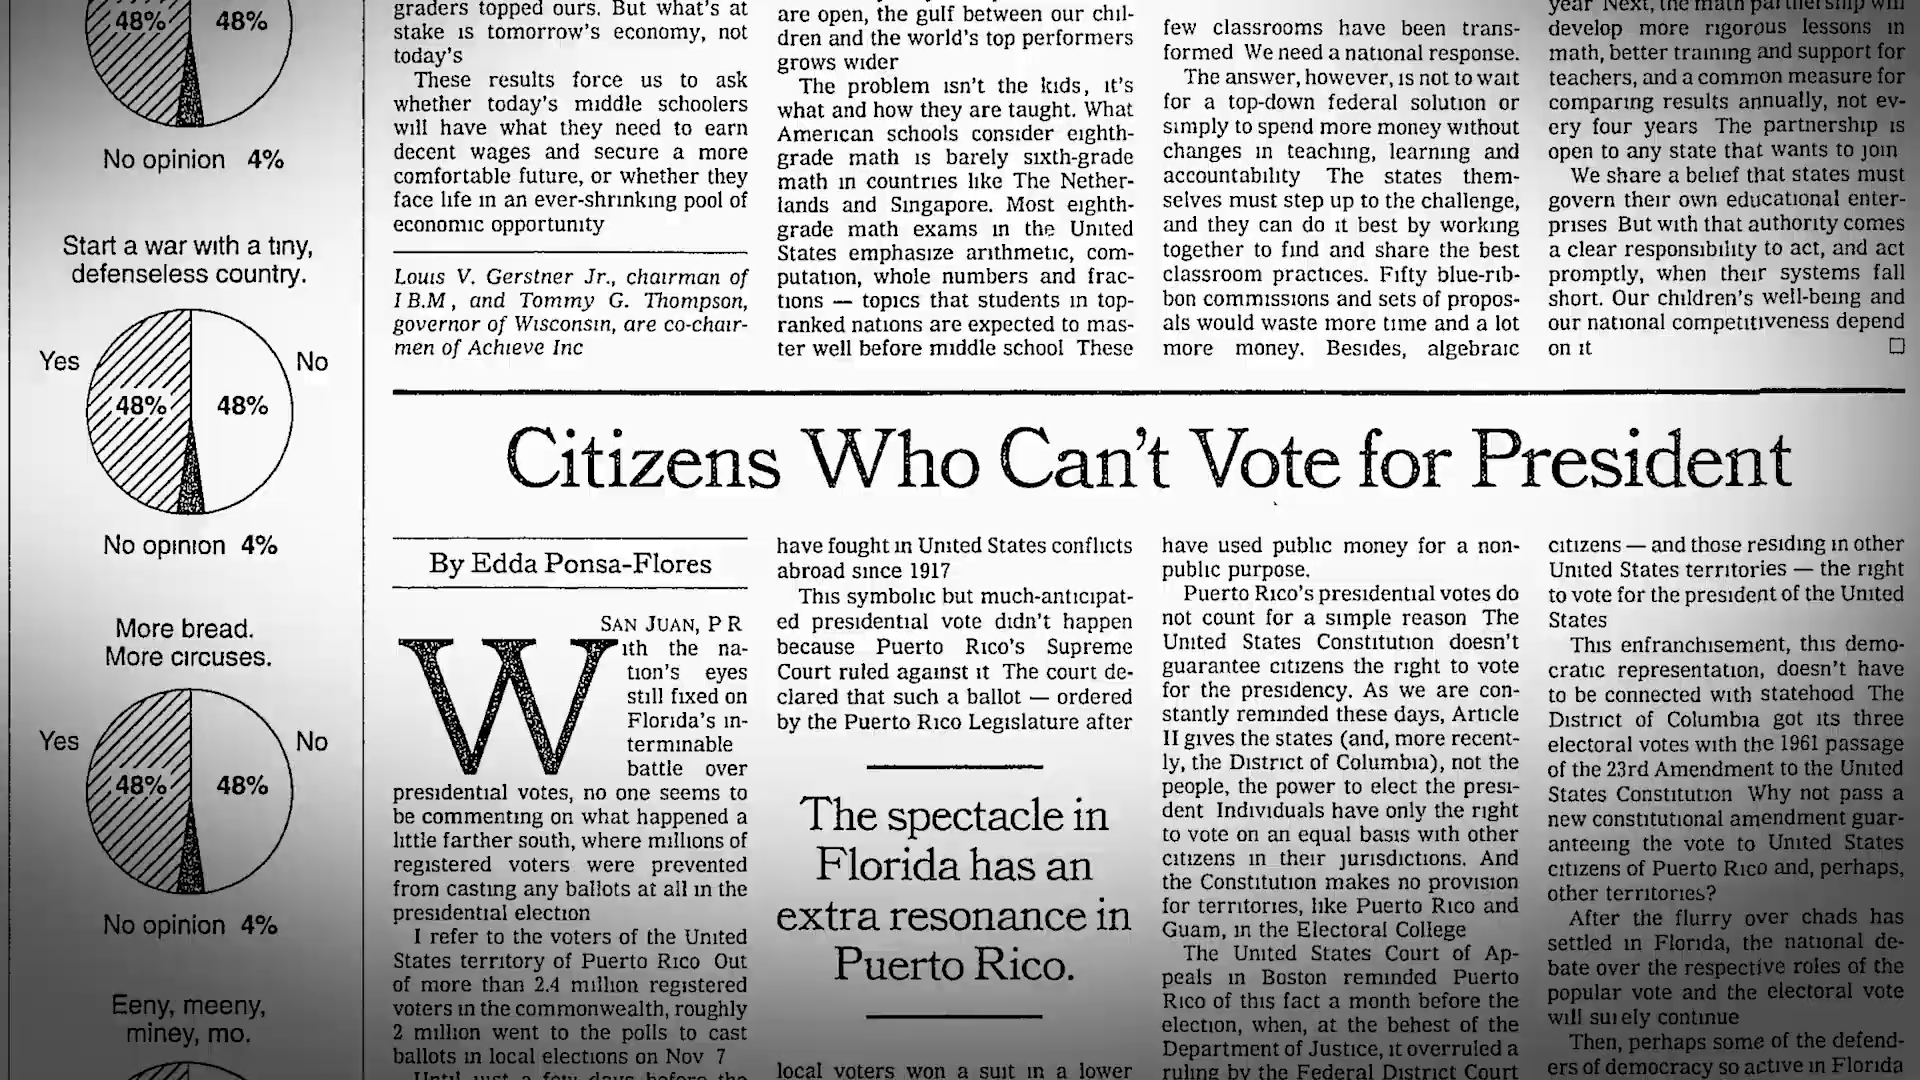 48% 48%
No opinion 4%
Start a war with a tiny,
defenseless country.
Yes No
48% 48%
No opinion 4%
More bread.
More circuses.
Yes No
48% 48%
No opinion 4%
Eeny, meeny,
miney, mo.
graders topped ours. But what's at
stake is tomorrow's economy, not
today's
These results force us to ask
whether today's middle schoolers
will have what they need to earn
decent wages and secure a more
comfortable future, or whether they
face life in an ever-shrinking pool of
economic opportunity
Louis V. Gerstner Jr., chairman of
I B.M, and Tommy G. Thompson,
governor of Wisconsin, are co-chair-
men of Achieve Inc
are open, the gulf between our chil-
dren and the world's top performers
grows wider
The problem isn't the kids, it's
what and how they are taught. What
American schools consider eighth-
grade math is barely sixth-grade
math in countries like The Nether-
lands and Singapore. Most eighth-
grade math exams in the United
States emphasize arithmetic, com-
putation, whole numbers and frac-
tions — topics that students in top-
ranked nations are expected to mas-
ter well before middle school These
few classrooms have been trans-
formed We need a national response.
The answer, however, is not to wait
for a top-down federal solution or
simply to spend more money without
changes in teaching, learning and
accountability The states them-
selves must step up to the challenge,
and they can do it best by working
together to find and share the best
classroom practices. Fifty blue-rib-
bon commissions and sets of propos-
als would waste more time and a lot
more money. Besides, algebraic
year Next, the math partnership will
develop more rigorous lessons in
math, better training and support for
teachers, and a common measure for
comparing results annually, not ev-
ery four years The partnership is
open to any state that wants to join
We share a belief that states must
govern their own educational enter-
prises But with that authority comes
a clear responsibility to act, and act
promptly, when their systems fall
short. Our children's well-being and
our national competitiveness depend
on it □
Citizens Who Can't Vote for President
By Edda Ponsa-Flores
SAN JUAN, P R
With the na-
tion's eyes
still fixed on
Florida's in-
terminable
battle over
presidential votes, no one seems to
be commenting on what happened a
little farther south, where millions of
registered voters were prevented
from casting any ballots at all in the
presidential election
I refer to the voters of the United
States territory of Puerto Rico Out
of more than 2.4 million registered
voters in the commonwealth, roughly
2 million went to the polls to cast
ballots in local elections on Nov 7
Until just a few days before the
have fought in United States conflicts
abroad since 1917
This symbolic but much-anticipat-
ed presidential vote didn't happen
because Puerto Rico's Supreme
Court ruled against it The court de-
clared that such a ballot — ordered
by the Puerto Rico Legislature after
The spectacle in
Florida has an
extra resonance in
Puerto Rico.
local voters won a suit in a lower
have used public money for a non-
public purpose.
Puerto Rico's presidential votes do
not count for a simple reason The
United States Constitution doesn't
guarantee citizens the right to vote
for the presidency. As we are con-
stantly reminded these days, Article
II gives the states (and, more recent-
ly, the District of Columbia), not the
people, the power to elect the presi-
dent Individuals have only the right
to vote on an equal basis with other
citizens in their jurisdictions. And
the Constitution makes no provision
for territories, like Puerto Rico and
Guam, in the Electoral College
The United States Court of Ap-
peals in Boston reminded Puerto
Rico of this fact a month before the
election, when, at the behest of the
Department of Justice, it overruled a
ruling by the Federal District Court
citizens — and those residing in other
United States territories — the right
to vote for the president of the United
States
This enfranchisement, this demo-
cratic representation, doesn't have
to be connected with statehood The
District of Columbia got its three
electoral votes with the 1961 passage
of the 23rd Amendment to the United
States Constitution Why not pass a
new constitutional amendment guar-
anteeing the vote to United States
citizens of Puerto Rico and, perhaps,
other territories?
After the flurry over chads has
settled in Florida, the national de-
bate over the respective roles of the
popular vote and the electoral vote
will surely continue
Then, perhaps some of the defend-
ers of democracy so active in Florida